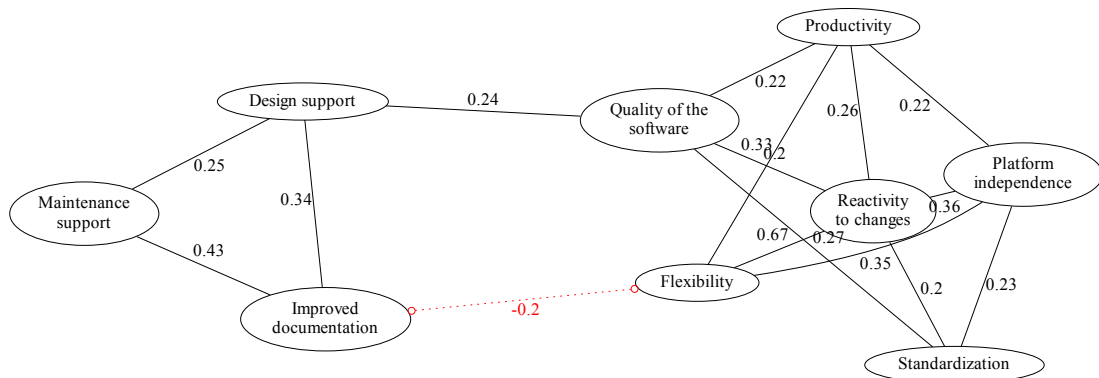 Productivity
Design support
0.24
Quality of the
software
0.22
0.26
0.22
0.25
0.34
0.33
0.2
Platform
independence
Maintenance
support
0.43
Reactivity
to changes
0.36
0.67
0.27
0.35
Flexibility
0.2
0.23
Improved
documentation
-0.2
Standardization